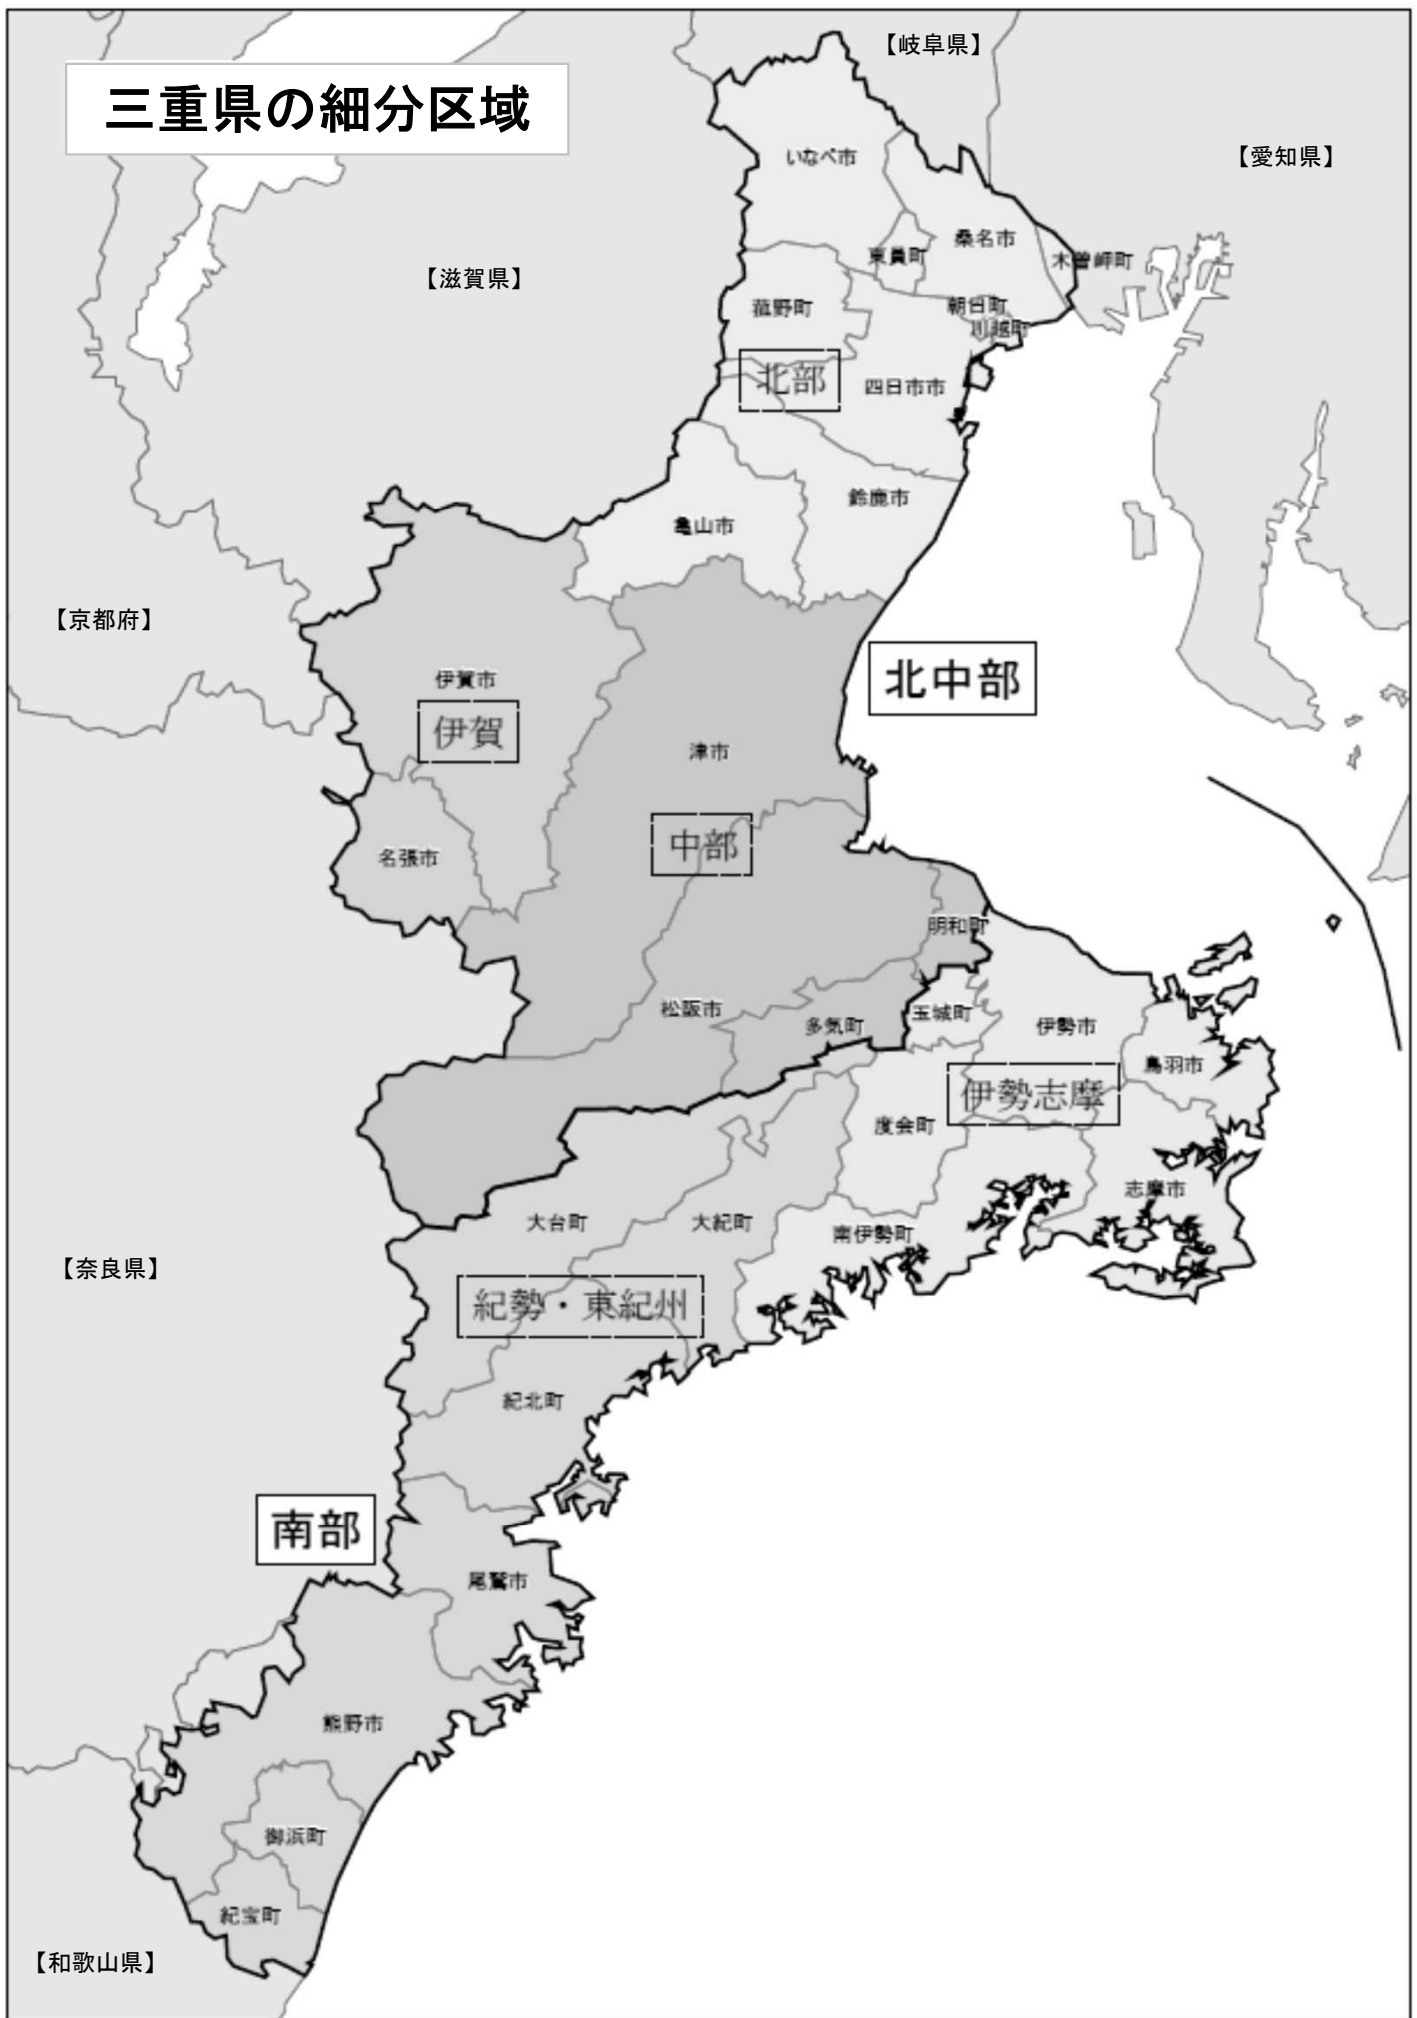 【岐阜県】
三重県の細分区域
いなべ市
【愛知県】
桑名市
東員町
木曽岬町
【滋賀県】
菰野町
朝日町
川越町
北部
四日市市
鈴鹿市
亀山市
【京都府】
伊賀市
北中部
伊賀
津市
中部
名張市
明和町
松阪市
多気町
玉城町
伊勢市
鳥羽市
伊勢志摩
度会町
志摩市
大台町
大紀町
南伊勢町
【奈良県】
紀勢・東紀州
紀北町
南部
尾鷲市
熊野市
御浜町
紀宝町
【和歌山県】